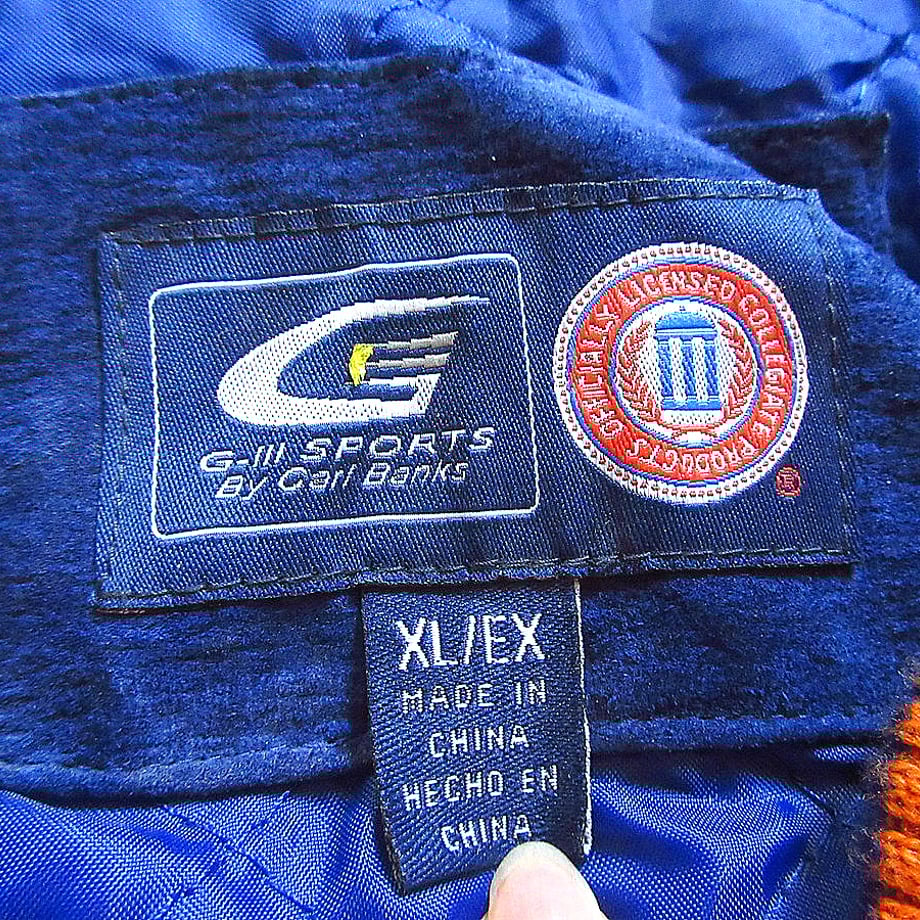 G-III SPORTS
By Carl Banks
OFFICIALLY LICENSED COLLEGIATE PRODUCTS
R
XL/EX
MADE IN
CHINA
HECHO EN
CHINA